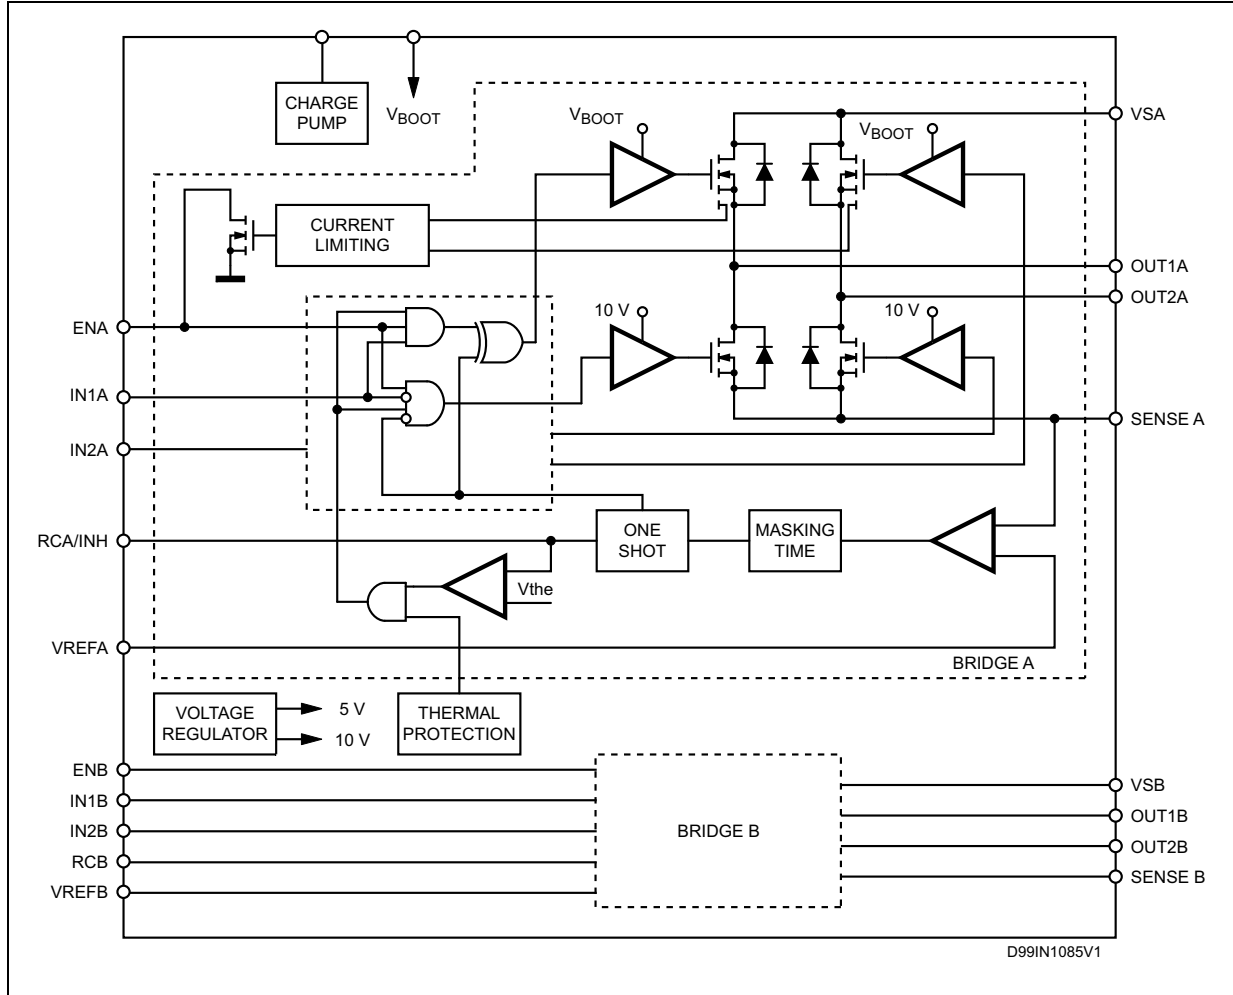 CHARGE
PUMP
VBOOT
VBOOT
VBOOT
VSA
CURRENT
LIMITING
OUT1A
OUT2A
10 V
10 V
ENA
IN1A
IN2A
SENSE A
RCA/INH
ONE
SHOT
MASKING
TIME
Vthe
VREFA
BRIDGE A
VOLTAGE
REGULATOR
5 V
10 V
THERMAL
PROTECTION
ENB
IN1B
IN2B
RCB
VREFB
BRIDGE B
VSB
OUT1B
OUT2B
SENSE B
D99IN1085V1